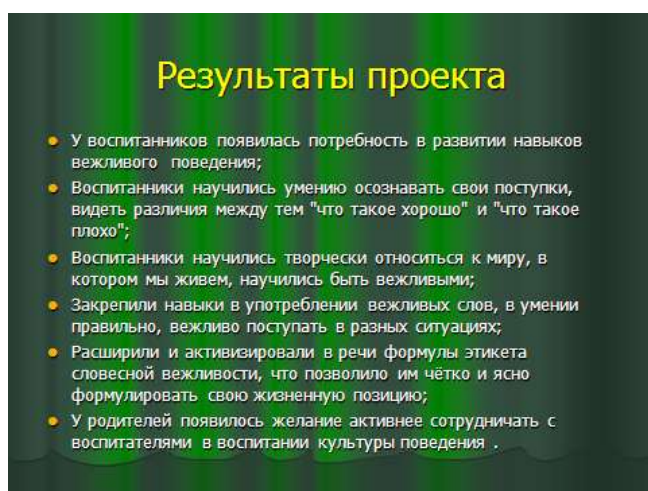 Результаты проекта
У воспитанников появилась потребность в развитии навыков
вежливого поведения;
Воспитанники научились умению осознавать свои поступки,
видеть различия между тем "что такое хорошо" и "что такое
плохо";
Воспитанники научились творчески относиться к миру, в
котором мы живем, научились быть вежливыми;
Закрепили навыки в употреблении вежливых слов, в умении
правильно, вежливо поступать в разных ситуациях;
Расширили и активизировали в речи формулы этикета
словесной вежливости, что позволило им чётко и ясно
формулировать свою жизненную позицию;
У родителей появилось желание активнее сотрудничать с
воспитателями в воспитании культуры поведения .